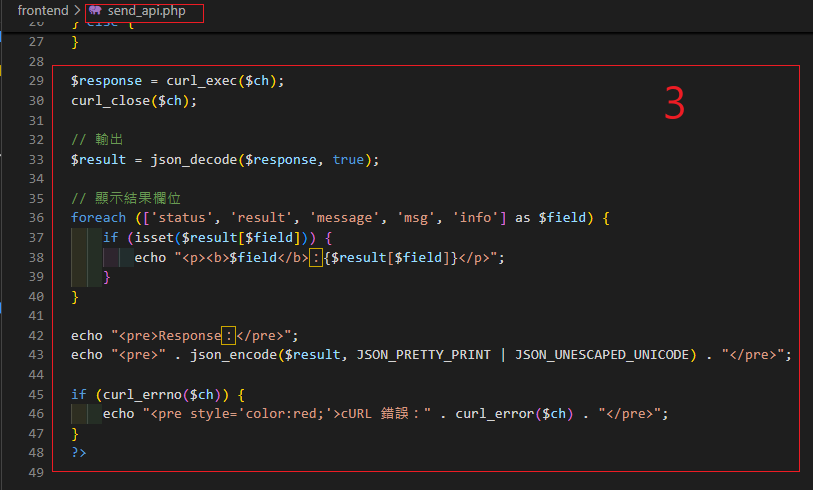 frontend > send_api.php
26 } else {
27 }
28
29 $response = curl_exec($ch);
30 curl_close($ch);
31
32 // 輸出
33 $result = json_decode($response, true);
34
35 // 顯示結果欄位
36 foreach (['status', 'result', 'message', 'msg', 'info'] as $field) {
37 if (isset($result[$field])) {
38 echo "<p><b>$field</b>：{$result[$field]}</p>";
39 }
40 }
41
42 echo "<pre>Response：</pre>";
43 echo "<pre>" . json_encode($result, JSON_PRETTY_PRINT | JSON_UNESCAPED_UNICODE) . "</pre>";
44
45 if (curl_errno($ch)) {
46 echo "<pre style='color:red;'>cURL 錯誤：" . curl_error($ch) . "</pre>";
47 }
48 ?>
49
3